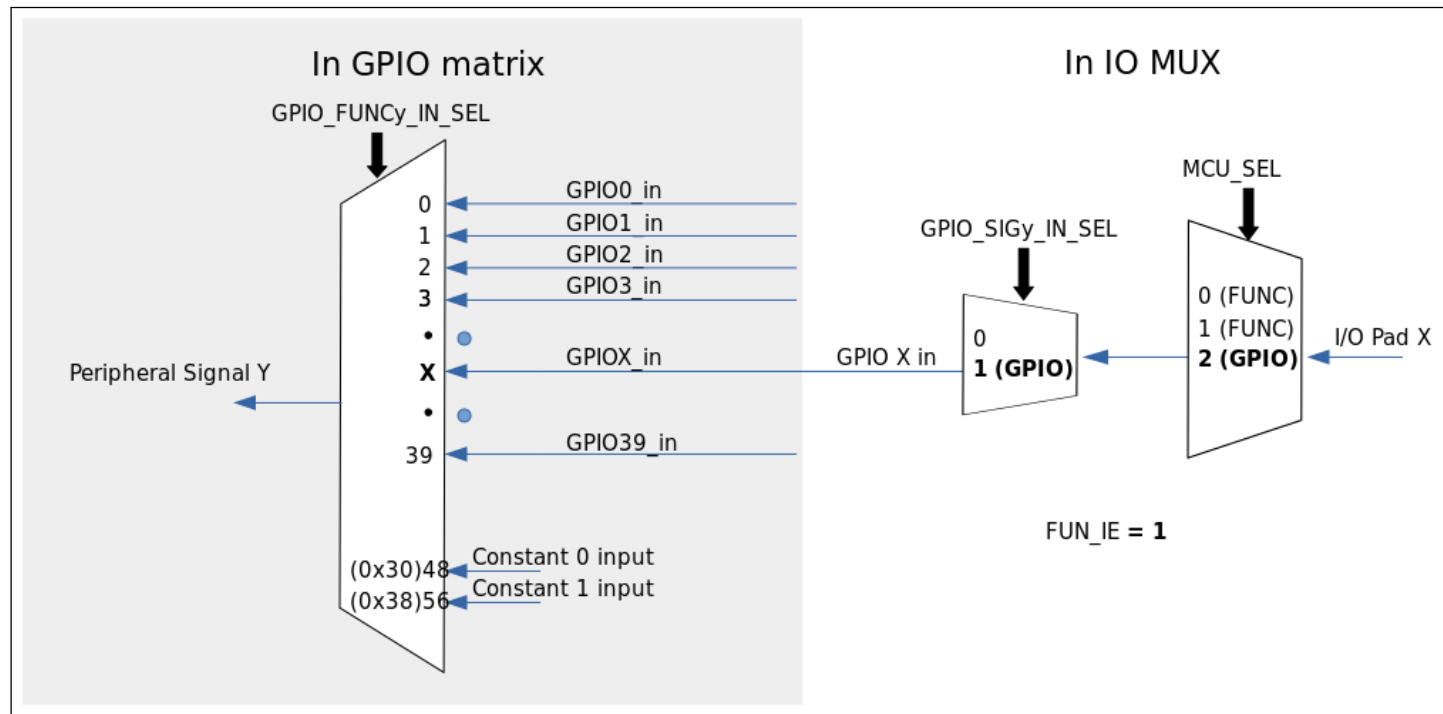 In GPIO matrix
In IO MUX
GPIO_FUNCy_IN_SEL
MCU_SEL
GPIO_SIGy_IN_SEL
0
GPIO0_in
1
GPIO1_in
2
GPIO2_in
3
GPIO3_in
X
GPIOX_in
39
GPIO39_in
(0x30)48
Constant 0 input
(0x38)56
Constant 1 input
Peripheral Signal Y
GPIO X in
0
1 (GPIO)
0 (FUNC)
1 (FUNC)
2 (GPIO)
I/O Pad X
FUN_IE = 1